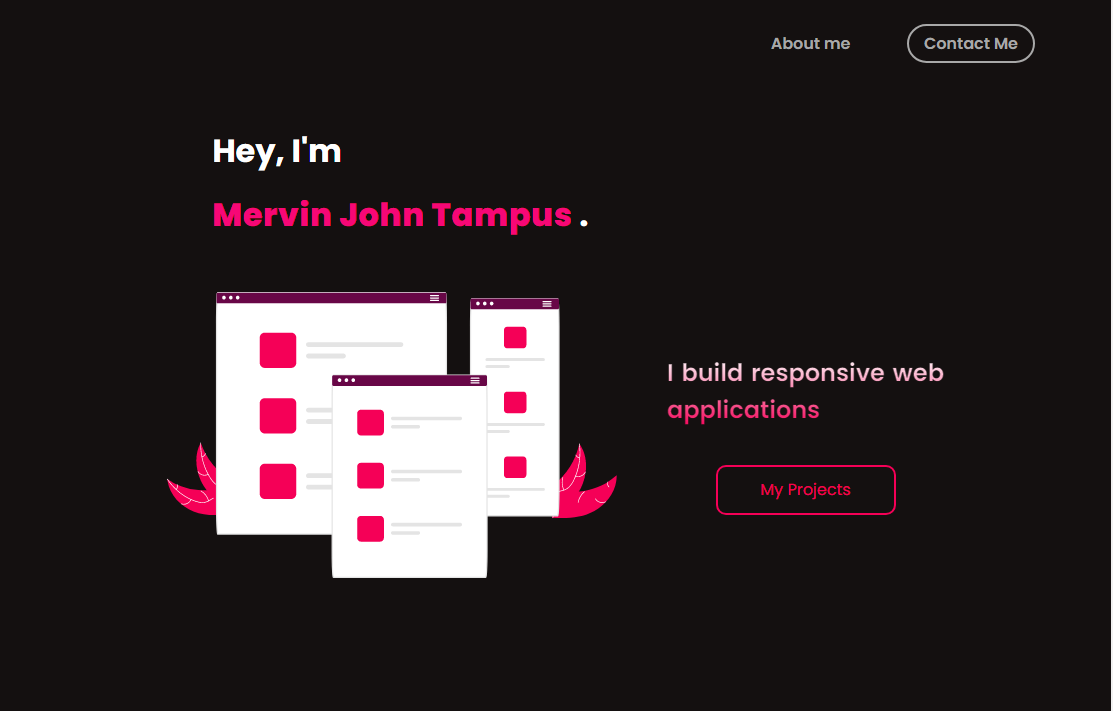 About me
Contact Me
Hey, I'm
Mervin John Tampus .
I build responsive web
applications
My Projects